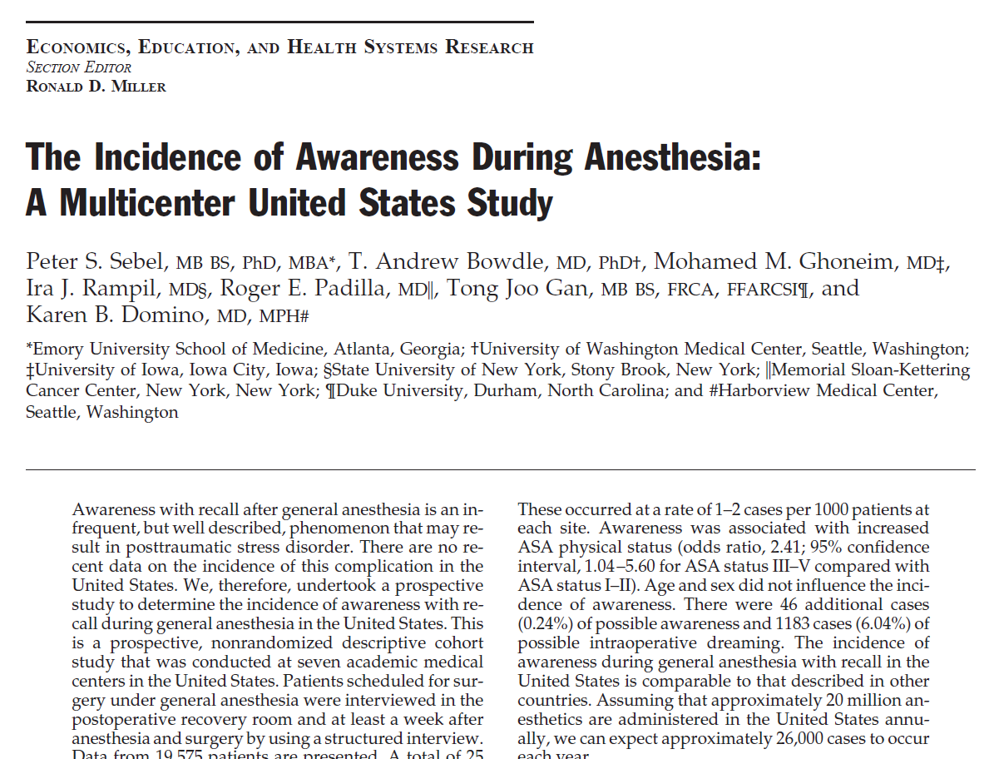 ECONOMICS, EDUCATION, AND HEALTH SYSTEMS RESEARCH
SECTION EDITOR
RONALD D. MILLER
The Incidence of Awareness During Anesthesia:
A Multicenter United States Study
Peter S. Sebel, MB BS, PhD, MBA*, T. Andrew Bowdle, MD, PhD†, Mohamed M. Ghoneim, MD‡,
Ira J. Rampil, MD§, Roger E. Padilla, MD‖, Tong Joo Gan, MB BS, FRCA, FFARCSI¶, and
Karen B. Domino, MD, MPH#
*Emory University School of Medicine, Atlanta, Georgia; †University of Washington Medical Center, Seattle, Washington;
‡University of Iowa, Iowa City, Iowa; §State University of New York, Stony Brook, New York; ‖Memorial Sloan-Kettering
Cancer Center, New York, New York; ¶Duke University, Durham, North Carolina; and #Harborview Medical Center,
Seattle, Washington
Awareness with recall after general anesthesia is an in-
frequent, but well described, phenomenon that may re-
sult in posttraumatic stress disorder. There are no re-
cent data on the incidence of this complication in the
United States. We, therefore, undertook a prospective
study to determine the incidence of awareness with re-
call during general anesthesia in the United States. This
is a prospective, nonrandomized descriptive cohort
study that was conducted at seven academic medical
centers in the United States. Patients scheduled for sur-
gery under general anesthesia were interviewed in the
postoperative recovery room and at least a week after
anesthesia and surgery by using a structured interview.
Data from 19,575 patients are presented. A total of 25
These occurred at a rate of 1–2 cases per 1000 patients at
each site. Awareness was associated with increased
ASA physical status (odds ratio, 2.41; 95% confidence
interval, 1.04–5.60 for ASA status III–V compared with
ASA status I–II). Age and sex did not influence the inci-
dence of awareness. There were 46 additional cases
(0.24%) of possible awareness and 1183 cases (6.04%) of
possible intraoperative dreaming. The incidence of
awareness during general anesthesia with recall in the
United States is comparable to that described in other
countries. Assuming that approximately 20 million an-
esthetics are administered in the United States annu-
ally, we can expect approximately 26,000 cases to occur
each year.